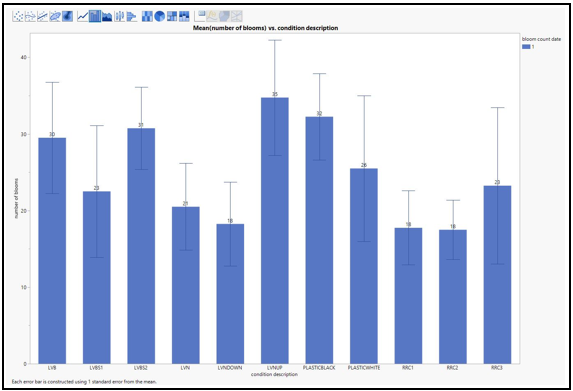 Mean(number of blooms) vs. condition description
bloom count date
1
number of blooms
40
30
20
10
0
30
23
31
21
18
35
32
26
18
18
23
LVB LVBS1 LVBS2 LVN LVNDOWN LVNUP PLASTICBLACK PLASTICWHITE RRC1 RRC2 RRC3
condition description
Each error bar is constructed using 1 standard error from the mean.